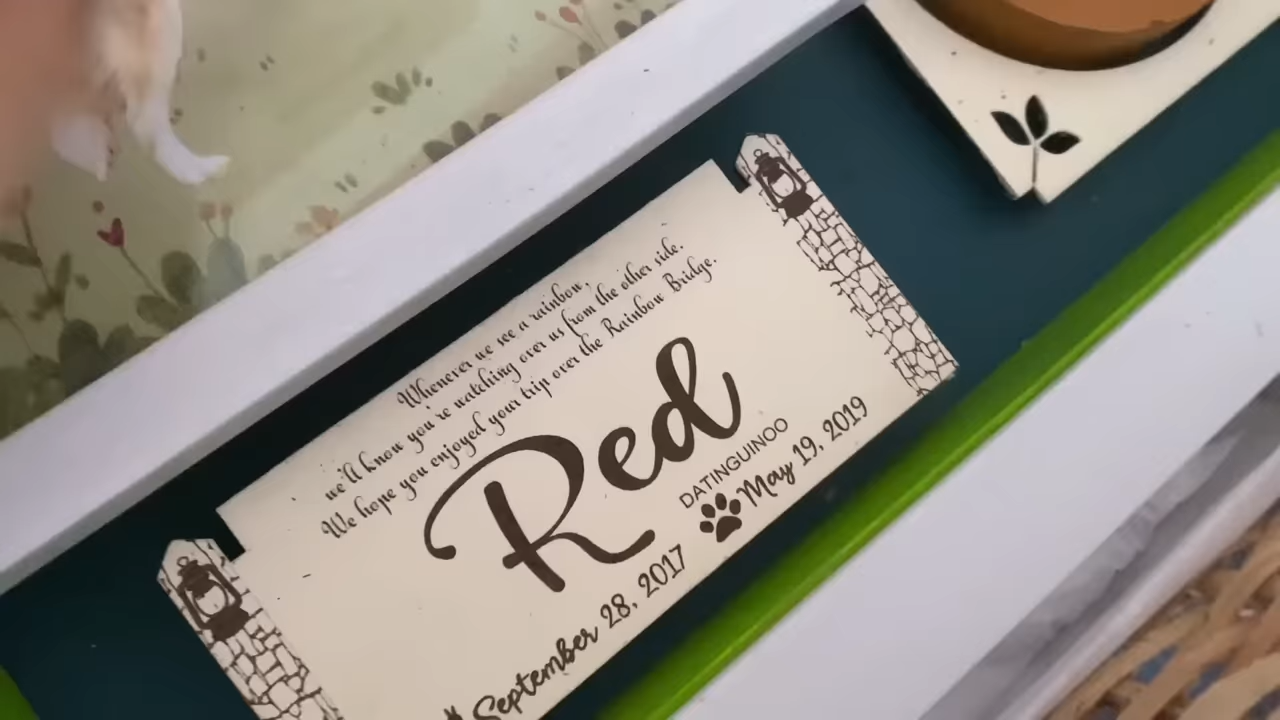 Whenever we see a rainbow,
we'll know you're watching over us from the other side.
We hope you enjoyed your trip over the Rainbow Bridge.
Red
DATINGUINOO
September 28, 2017 May 19, 2019